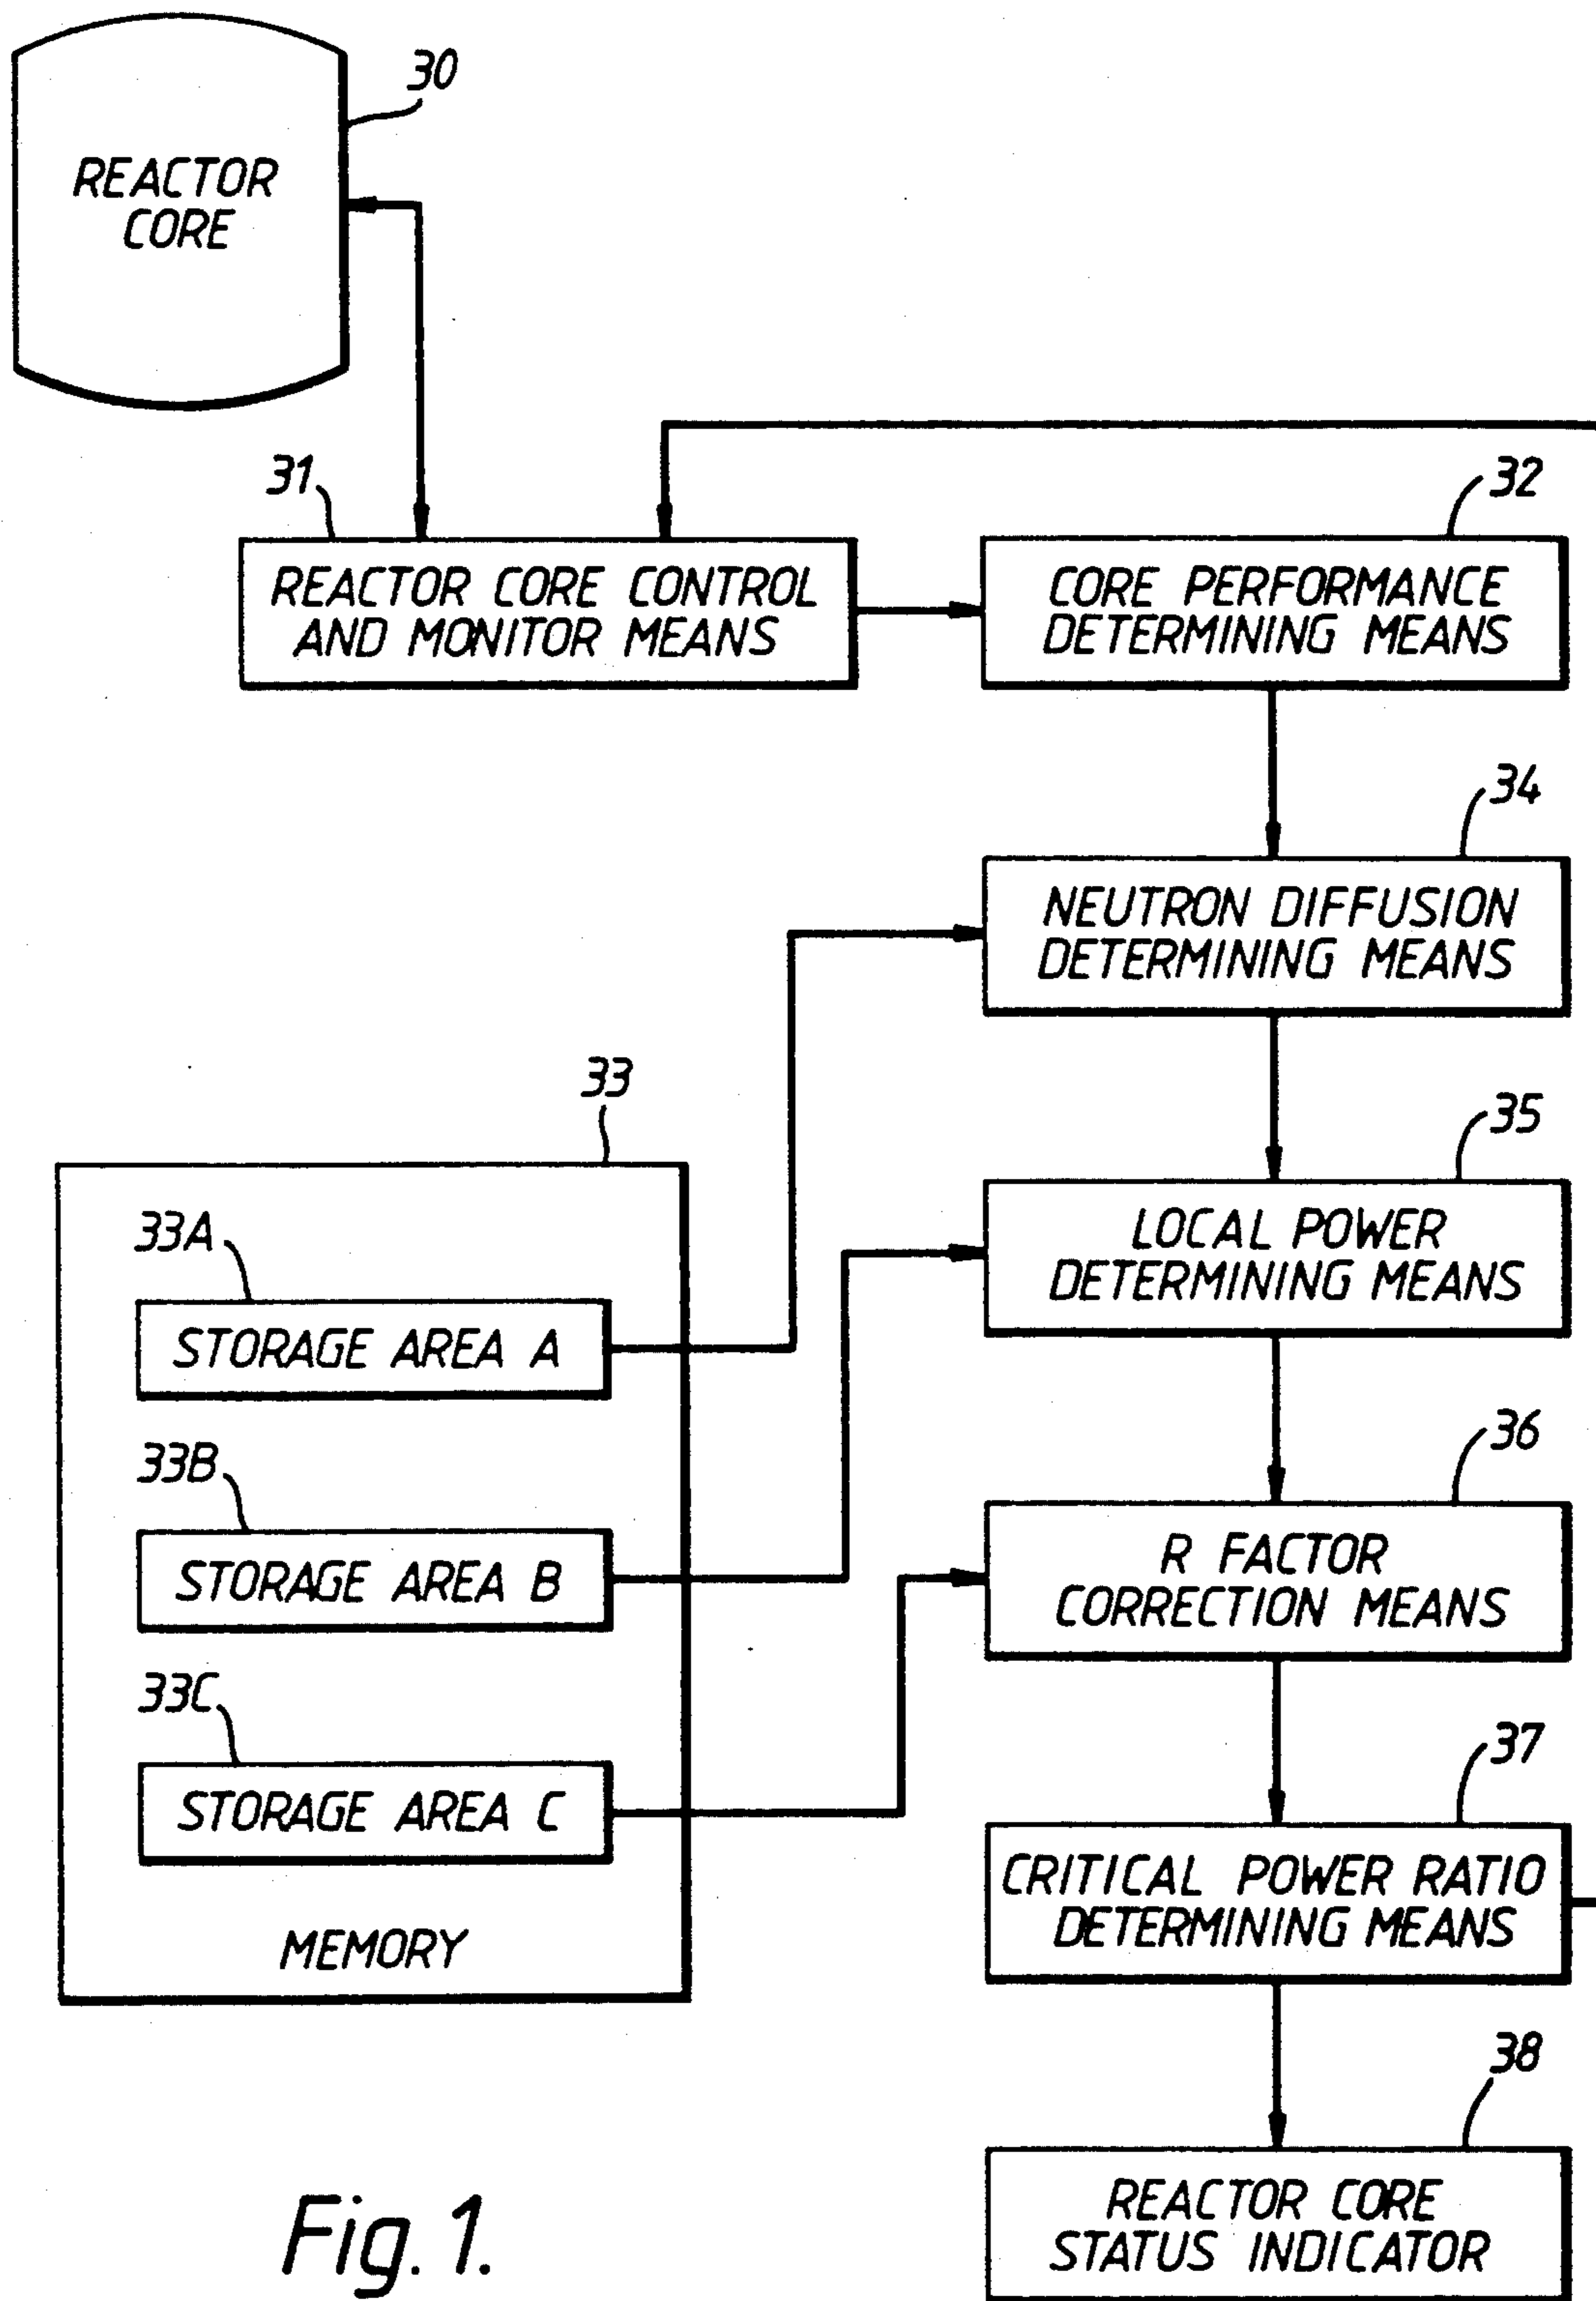 30
REACTOR
CORE
31
REACTOR CORE CONTROL
AND MONITOR MEANS
32
CORE PERFORMANCE
DETERMINING MEANS
34
NEUTRON DIFFUSION
DETERMINING MEANS
33
33A
STORAGE AREA A
33B
STORAGE AREA B
33C
STORAGE AREA C
MEMORY
35
LOCAL POWER
DETERMINING MEANS
36
R FACTOR
CORRECTION MEANS
37
CRITICAL POWER RATIO
DETERMINING MEANS
38
REACTOR CORE
STATUS INDICATOR
Fig. 1.